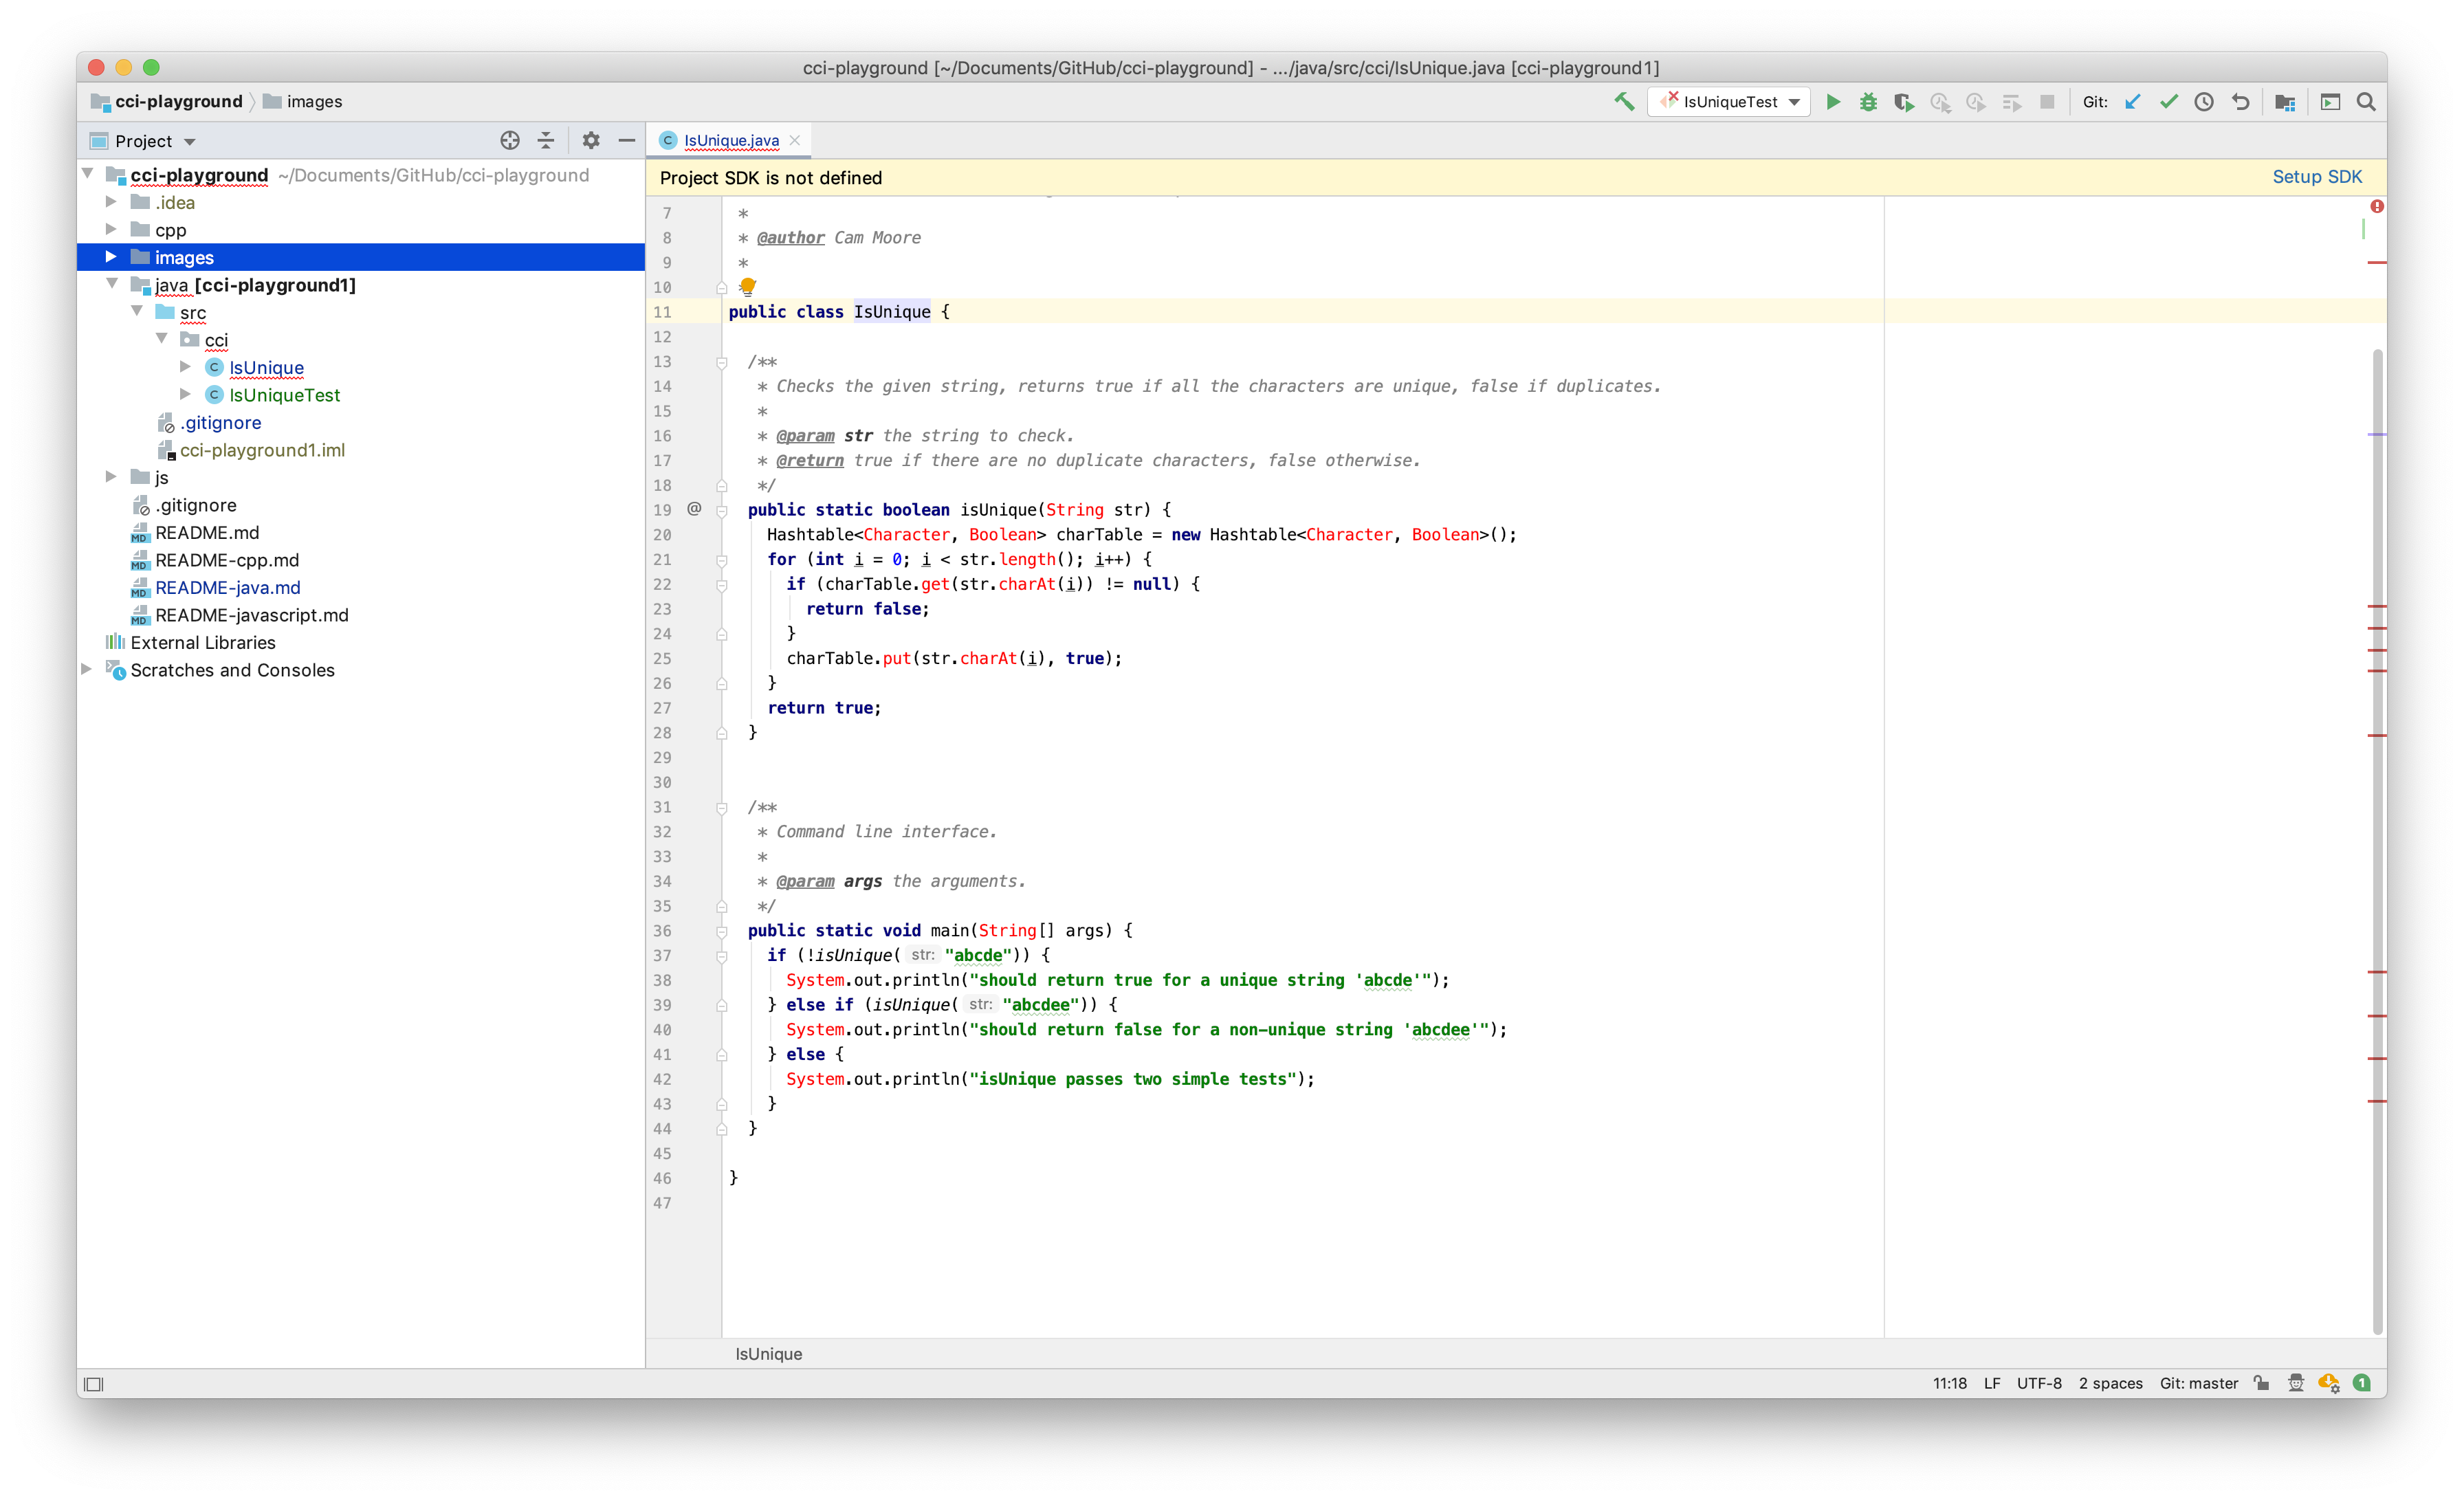 cci-playground [~/Documents/GitHub/cci-playground] - .../java/src/cci/IsUnique.java [cci-playground1]
cci-playground images
IsUniqueTest Git:
Project
IsUnique.java
cci-playground ~/Documents/GitHub/cci-playground
.idea
cpp
images
java [cci-playground1]
src
cci
IsUnique
IsUniqueTest
.gitignore
cci-playground1.iml
js
.gitignore
README.md
README-cpp.md
README-java.md
README-javascript.md
External Libraries
Scratches and Consoles
Project SDK is not defined Setup SDK
7 *
8 * @author Cam Moore
9 *
10
11 public class IsUnique {
12
13 /**
14 * Checks the given string, returns true if all the characters are unique, false if duplicates.
15 *
16 * @param str the string to check.
17 * @return true if there are no duplicate characters, false otherwise.
18 */
19 @ public static boolean isUnique(String str) {
20 Hashtable<Character, Boolean> charTable = new Hashtable<Character, Boolean>();
21 for (int i = 0; i < str.length(); i++) {
22 if (charTable.get(str.charAt(i)) != null) {
23 return false;
24 }
25 charTable.put(str.charAt(i), true);
26 }
27 return true;
28 }
29
30
31 /**
32 * Command line interface.
33 *
34 * @param args the arguments.
35 */
36 public static void main(String[] args) {
37 if (!isUnique( str: "abcde")) {
38 System.out.println("should return true for a unique string 'abcde'");
39 } else if (isUnique( str: "abcdee")) {
40 System.out.println("should return false for a non-unique string 'abcdee'");
41 } else {
42 System.out.println("isUnique passes two simple tests");
43 }
44 }
45
46 }
47
IsUnique
11:18 LF UTF-8 2 spaces Git: master 1